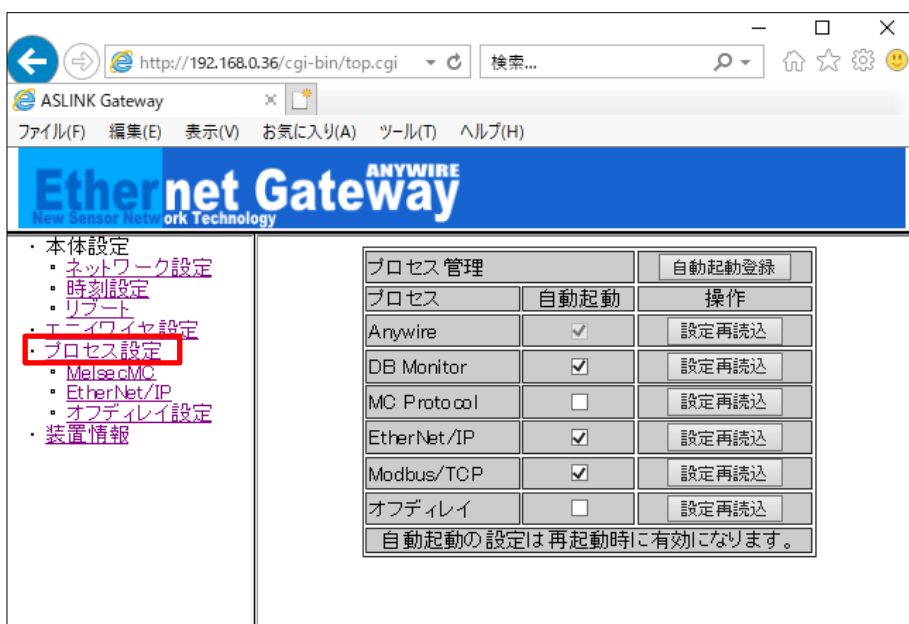 http://192.168.0.36/cgi-bin/top.cgi
検索...
ASLINK Gateway
ファイル(F) 編集(E) 表示(V) お気に入り(A) ツール(T) ヘルプ(H)
Ethernet Gateway
ANYWIRE
New Sensor Network Technology
・本体設定
・ネットワーク設定
・時刻設定
・リブート
・エニイワイヤ設定
・プロセス設定
・MelsecMC
・EtherNet/IP
・オフディレイ設定
・装置情報
プロセス管理 自動起動登録
プロセス 自動起動 操作
Anywire 設定再読込
DB Monitor 設定再読込
MC Protocol 設定再読込
EtherNet/IP 設定再読込
Modbus/TCP 設定再読込
オフディレイ 設定再読込
自動起動の設定は再起動時に有効になります。